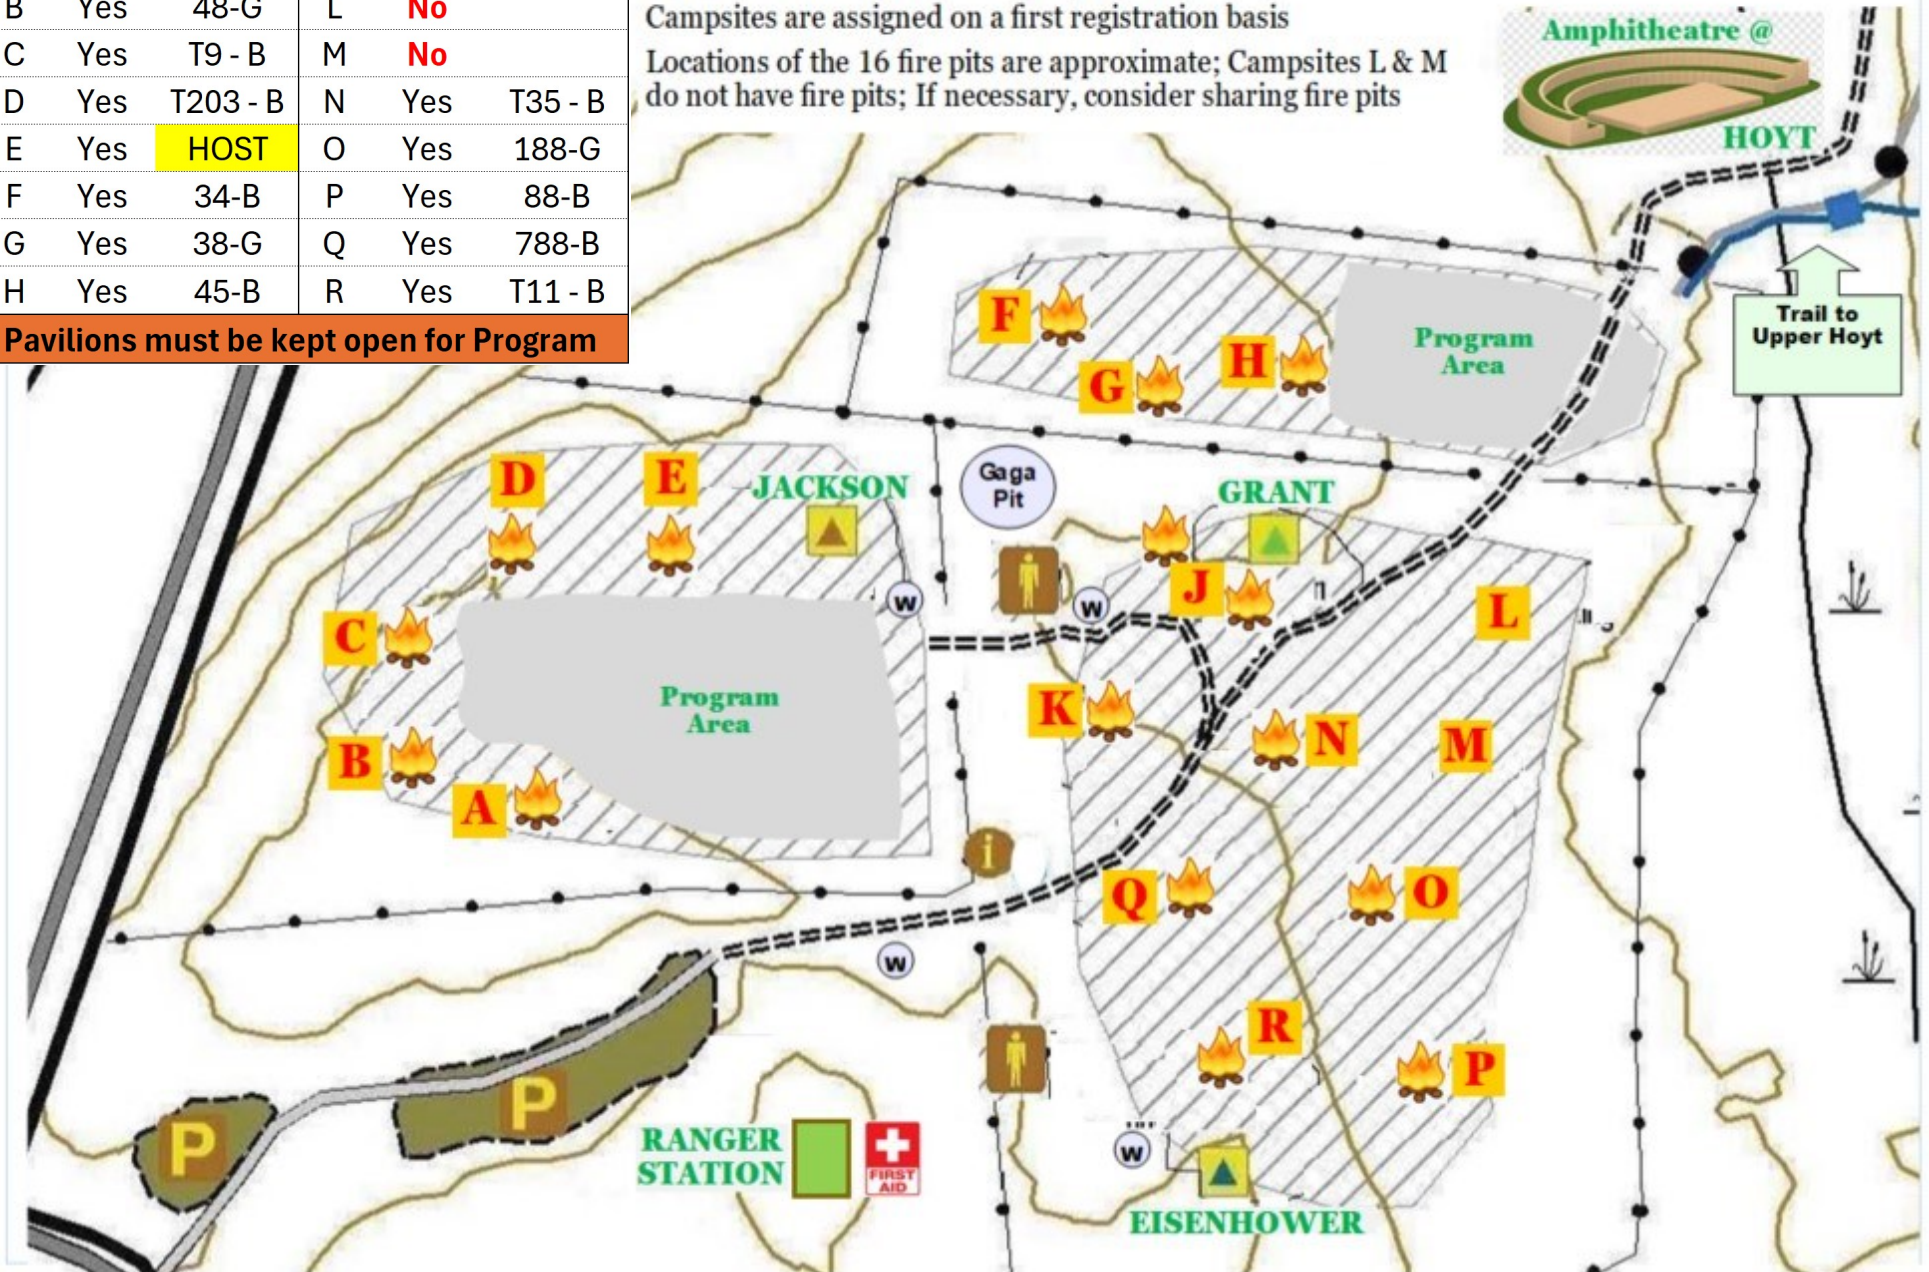 B Yes 48-G L No
C Yes T9 - B M No
D Yes T203 - B N Yes T35 - B
E Yes HOST O Yes 188-G
F Yes 34-B P Yes 88-B
G Yes 38-G Q Yes 788-B
H Yes 45-B R Yes T11 - B
Pavilions must be kept open for Program
Campsites are assigned on a first registration basis
Locations of the 16 fire pits are approximate; Campsites L & M
do not have fire pits; If necessary, consider sharing fire pits
Amphitheatre @
HOYT
Trail to
Upper Hoyt
F
G
H
Program
Area
D
E
JACKSON
Gaga
Pit
GRANT
W
W
J
L
C
Program
Area
K
N
M
B
A
i
Q
O
W
R
P
P
P
RANGER
STATION
FIRST
AID
W
EISENHOWER